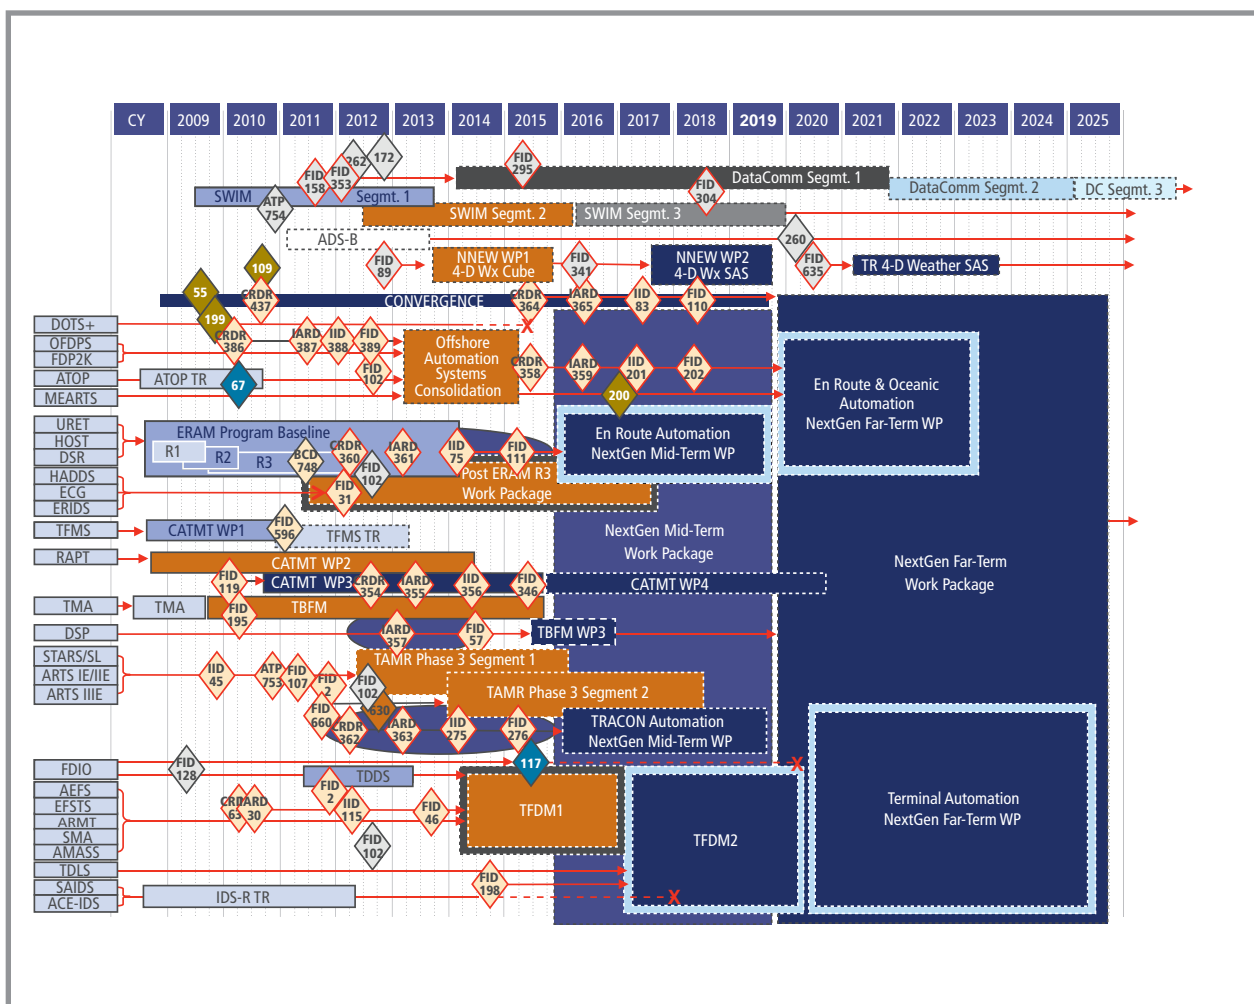 CY 2009 2010 2011 2012 2013 2014 2015 2016 2017 2018 2019 2020 2021 2022 2023 2024 2025
262
172
FID 158
FID 353
FID 295
DataComm Segmt. 1
FID 304
DataComm Segmt. 2
DC Segmt. 3
SWIM Segmt. 1
ATP 754
SWIM Segmt. 2
SWIM Segmt. 3
ADS-B
260
109
FID 89
NNEW WP1
4-D Wx Cube
FID 341
NNEW WP2
4-D Wx SAS
FID 635
TR 4-D Weather SAS
55
CRDR 437
CONVERGENCE
CRDR 364
IARD 365
IID 83
FID 110
199
DOTS+
X
OFDPS
FDP2K
CRDR 386
IARD 387
IID 388
FID 389
Offshore
Automation
Systems
Consolidation
CRDR 358
IARD 359
IID 201
FID 202
ATOP
ATOP TR
67
FID 102
MEARTS
200
En Route & Oceanic
Automation
NextGen Far-Term WP
URET
HOST
DSR
ERAM Program Baseline
R1
R2
R3
BCD 748
CRDR 360
FID 102
IARD 361
IID 75
FID 111
En Route Automation
NextGen Mid-Term WP
HADDS
ECG
ERIDS
FID 31
Post ERAM R3
Work Package
TFMS
CATMT WP1
FID 596
TFMS TR
NextGen Mid-Term
Work Package
RAPT
CATMT WP2
NextGen Far-Term
Work Package
FID 119
CATMT WP3
CRDR 354
IARD 355
IID 356
FID 346
CATMT WP4
TMA
TMA
FID 195
TBFM
DSP
IARD 357
FID 57
TBFM WP3
STARS/SL
ARTS IE/IIE
ARTS IIIE
IID 45
ATP 753
FID 107
FID 2
TAMR Phase 3 Segment 1
FID 102
630
TAMR Phase 3 Segment 2
FID 660
CRDR 362
IARD 363
IID 275
FID 276
TRACON Automation
NextGen Mid-Term WP
FDIO
FID 128
TDDS
117
X
AEFS
EFSTS
ARMT
SMA
AMASS
CRDR 63
IARD 30
FID 2
IID 115
FID 46
FID 102
TFDM1
TFDM2
Terminal Automation
NextGen Far-Term WP
TDLS
SAIDS
ACE-IDS
IDS-R TR
FID 198
X